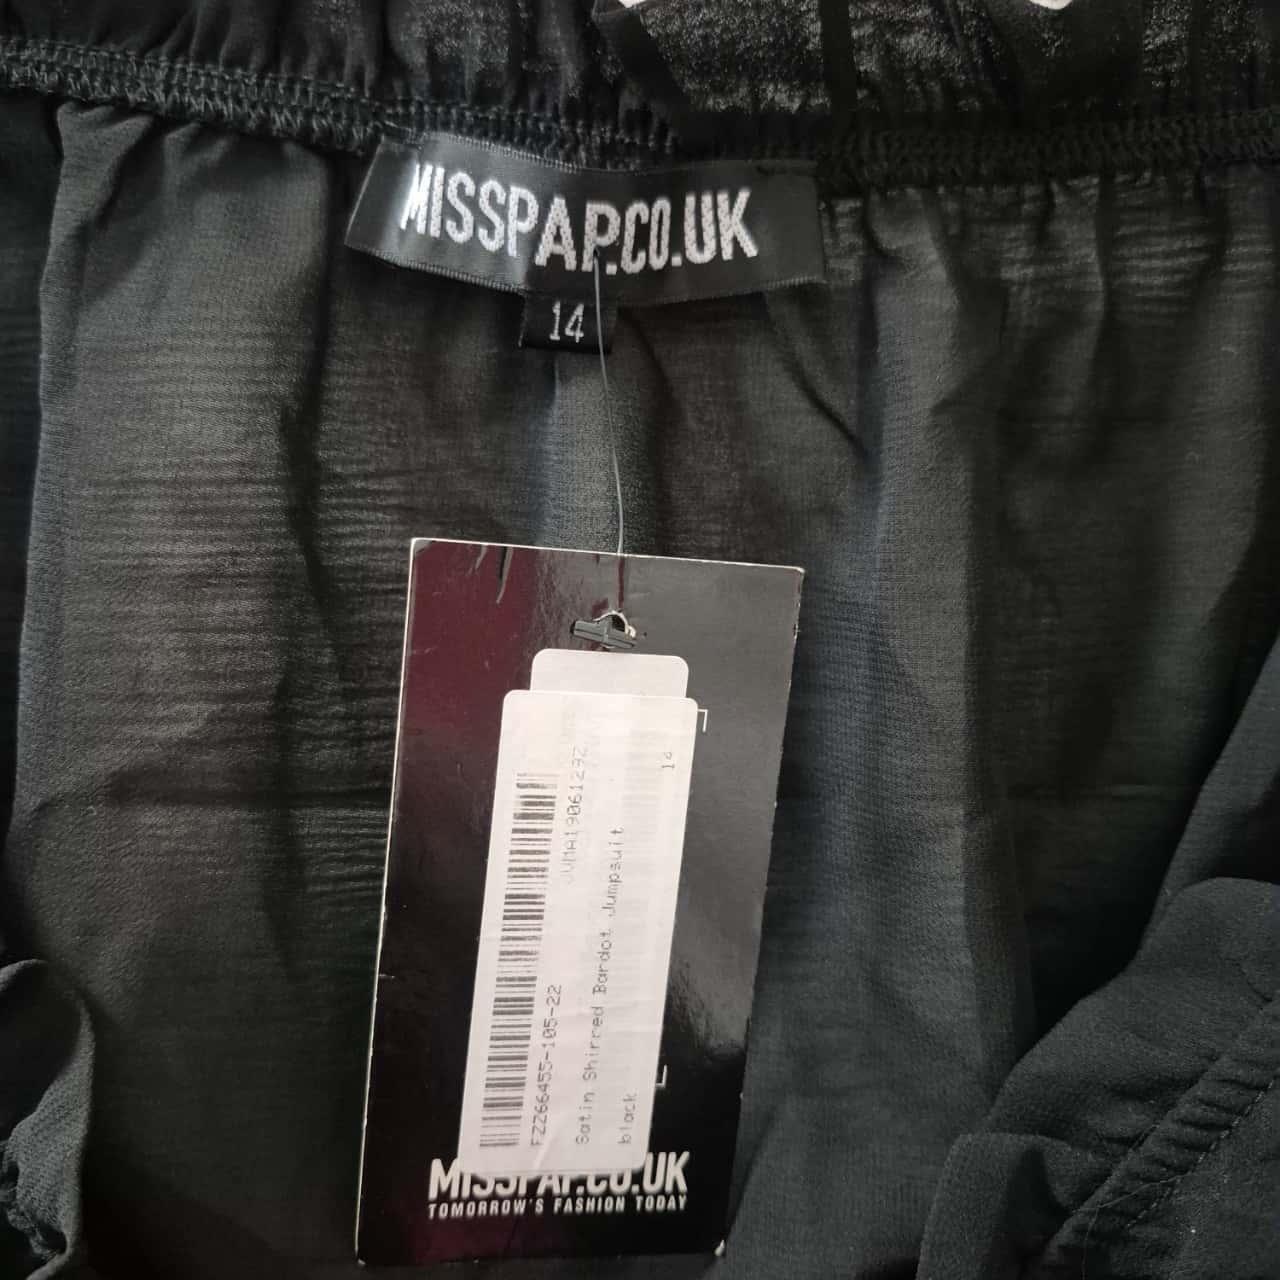 MISSPAP.CO.UK
14
14
JVMA19061292
FZZ66455-105-22
Satin Shirred Bardot Jumpsuit
black
MISSPAP.CO.UK
TOMORROW'S FASHION TODAY